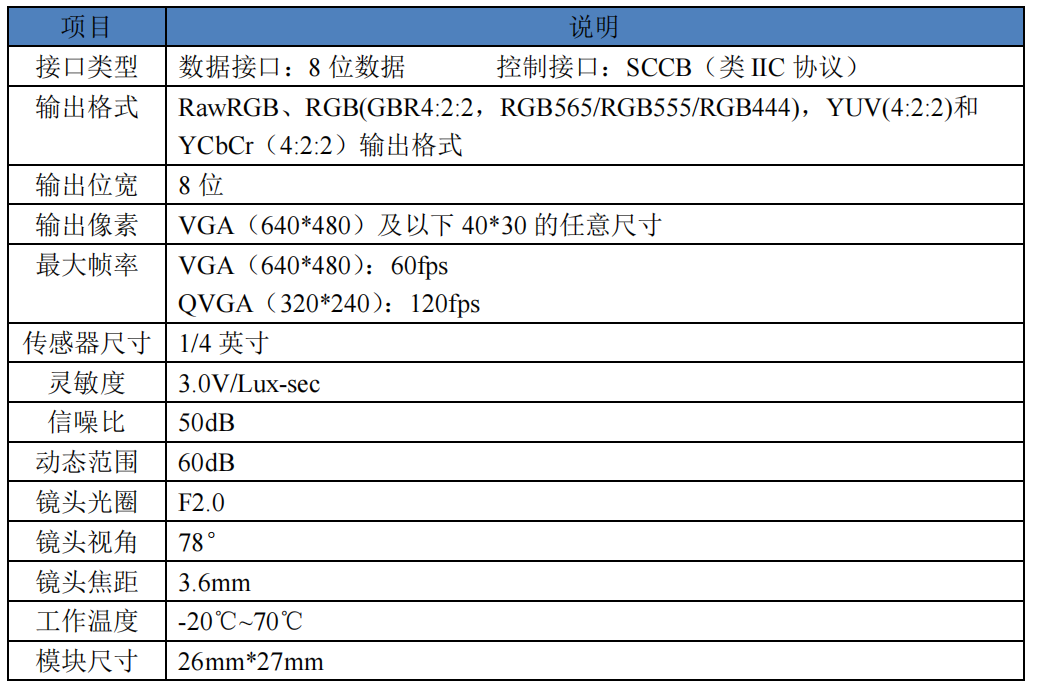 项目 说明
接口类型 数据接口：8 位数据 控制接口：SCCB（类 IIC 协议）
输出格式 RawRGB、RGB(GBR4:2:2，RGB565/RGB555/RGB444)，YUV(4:2:2)和
YCbCr（4:2:2）输出格式
输出位宽 8 位
输出像素 VGA（640*480）及以下 40*30 的任意尺寸
最大帧率 VGA（640*480）：60fps
QVGA（320*240）：120fps
传感器尺寸 1/4 英寸
灵敏度 3.0V/Lux-sec
信噪比 50dB
动态范围 60dB
镜头光圈 F2.0
镜头视角 78°
镜头焦距 3.6mm
工作温度 -20℃~70℃
模块尺寸 26mm*27mm